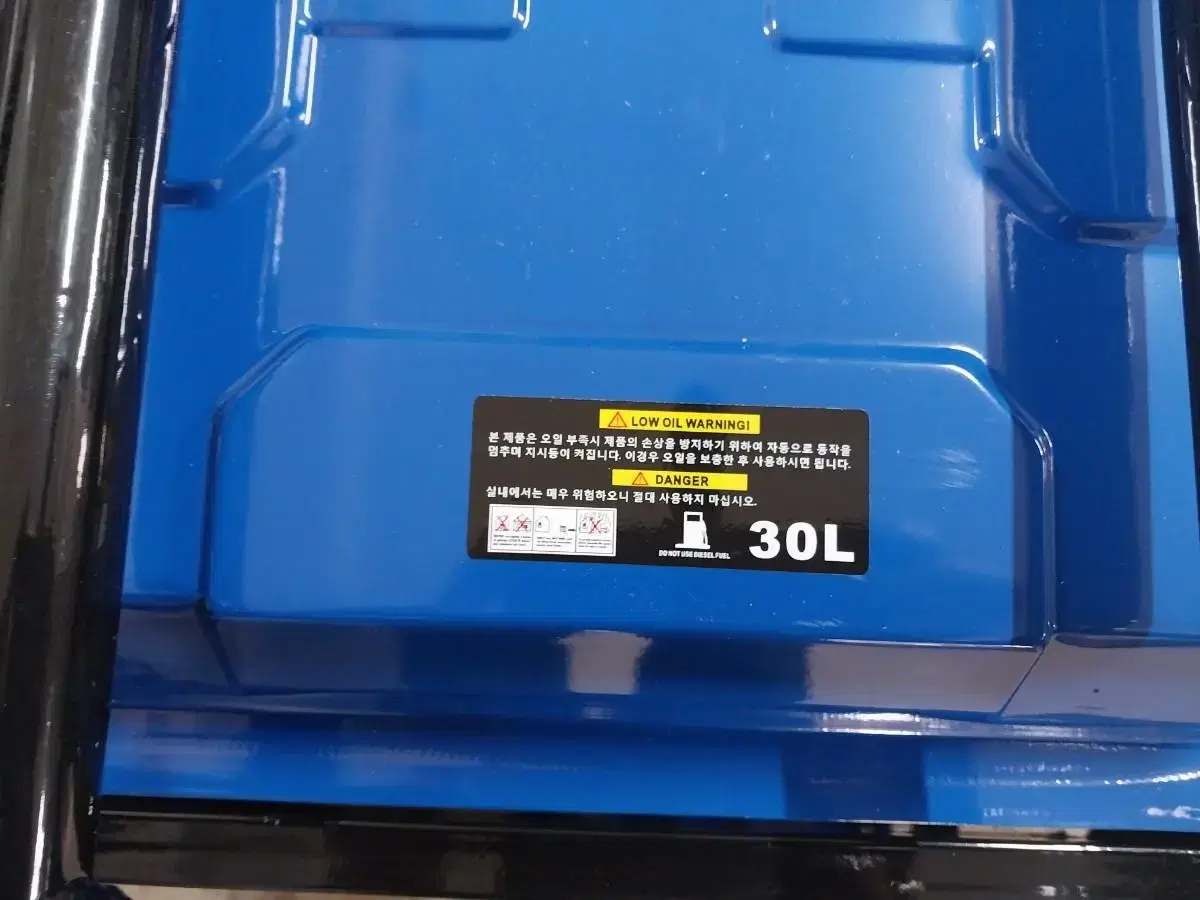 LOW OIL WARNING!
본 제품은 오일 부족시 제품의 손상을 방지하기 위하여 자동으로 동작을
멈추며 지시등이 켜집니다. 이경우 오일을 보충한 후 사용하시면 됩니다.
DANGER
실내에서는 매우 위험하오니 절대 사용하지 마십시오.
DO NOT USE DIESEL FUEL
30L